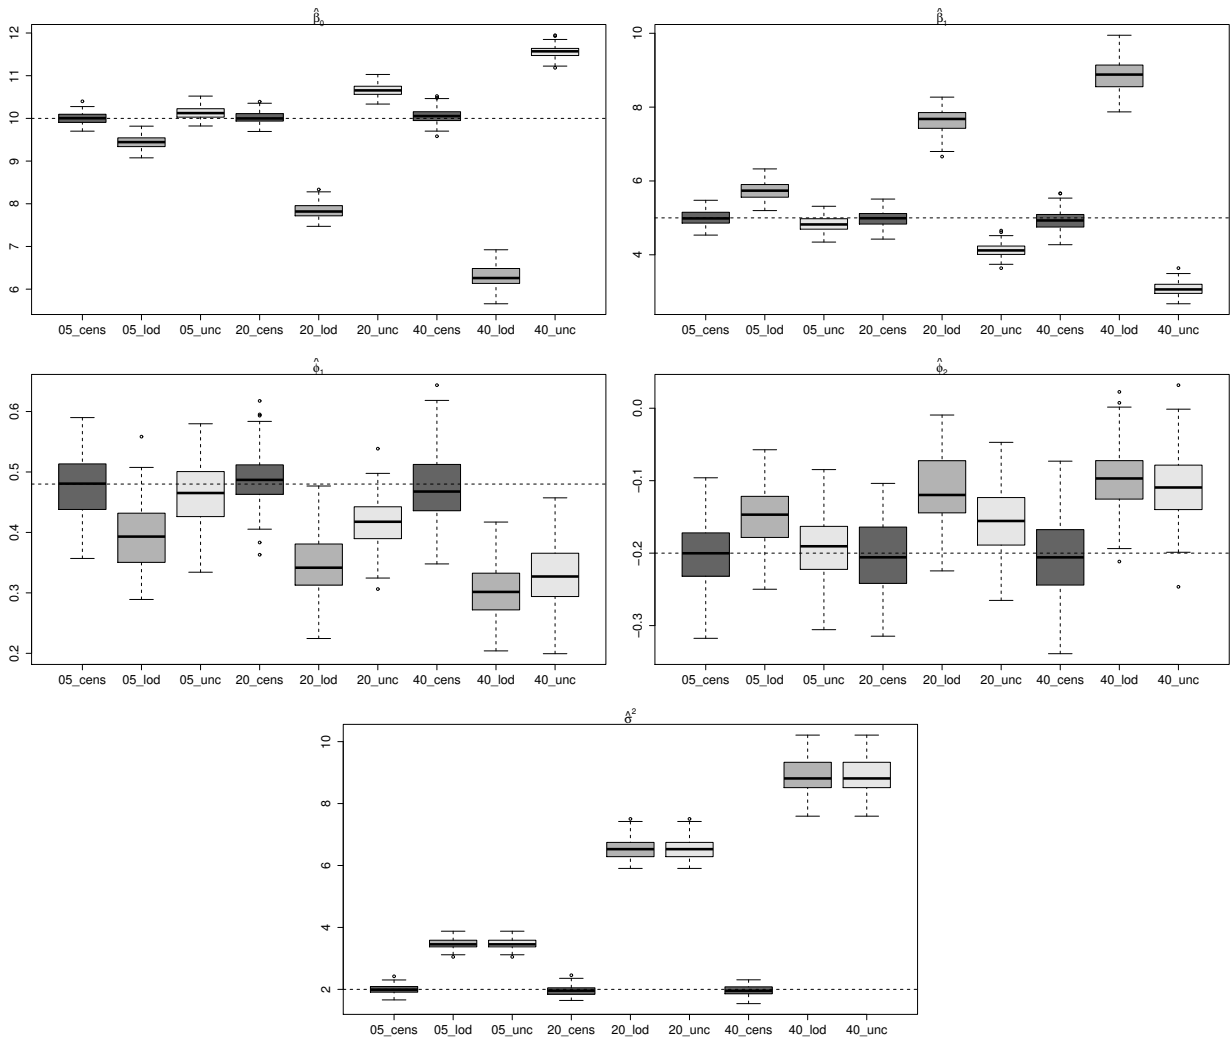 β̂₀
12
11
10
9
8
7
6
05_cens 05_lod 05_unc 20_cens 20_lod 20_unc 40_cens 40_lod 40_unc
β̂₁
10
8
6
4
05_cens 05_lod 05_unc 20_cens 20_lod 20_unc 40_cens 40_lod 40_unc
ϕ̂₁
0.6
0.5
0.4
0.3
0.2
05_cens 05_lod 05_unc 20_cens 20_lod 20_unc 40_cens 40_lod 40_unc
ϕ̂₂
0.0
−0.1
−0.2
−0.3
05_cens 05_lod 05_unc 20_cens 20_lod 20_unc 40_cens 40_lod 40_unc
σ̂²
10
8
6
4
2
05_cens 05_lod 05_unc 20_cens 20_lod 20_unc 40_cens 40_lod 40_unc